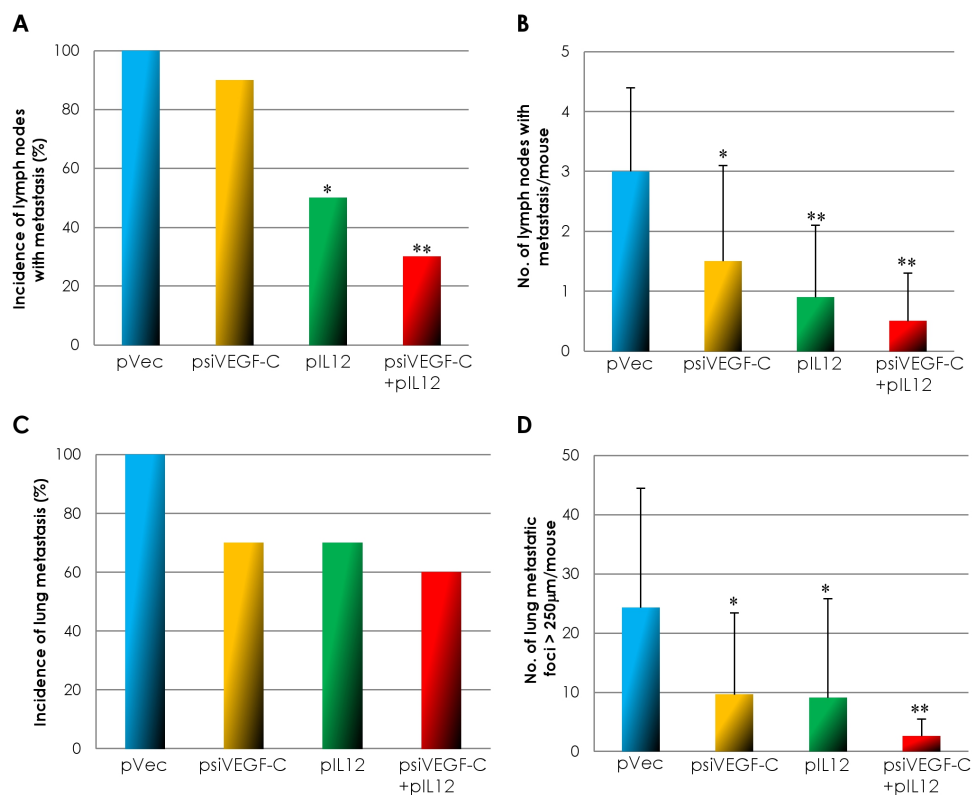 A
Incidence of lymph nodes
with metastasis (%)
100
80
60
40
20
0
*
**
pVec
psiVEGF-C
pIL12
psiVEGF-C
+pIL12
B
No. of lymph nodes with
metastasis/mouse
5
4
3
2
1
0
*
**
**
pVec
psiVEGF-C
pIL12
psiVEGF-C
+pIL12
C
Incidence of lung metastasis (%)
100
80
60
40
20
0
pVec
psiVEGF-C
pIL12
psiVEGF-C
+pIL12
D
No. of lung metastatic
foci > 250μm/mouse
50
40
30
20
10
0
*
*
**
pVec
psiVEGF-C
pIL12
psiVEGF-C
+pIL12